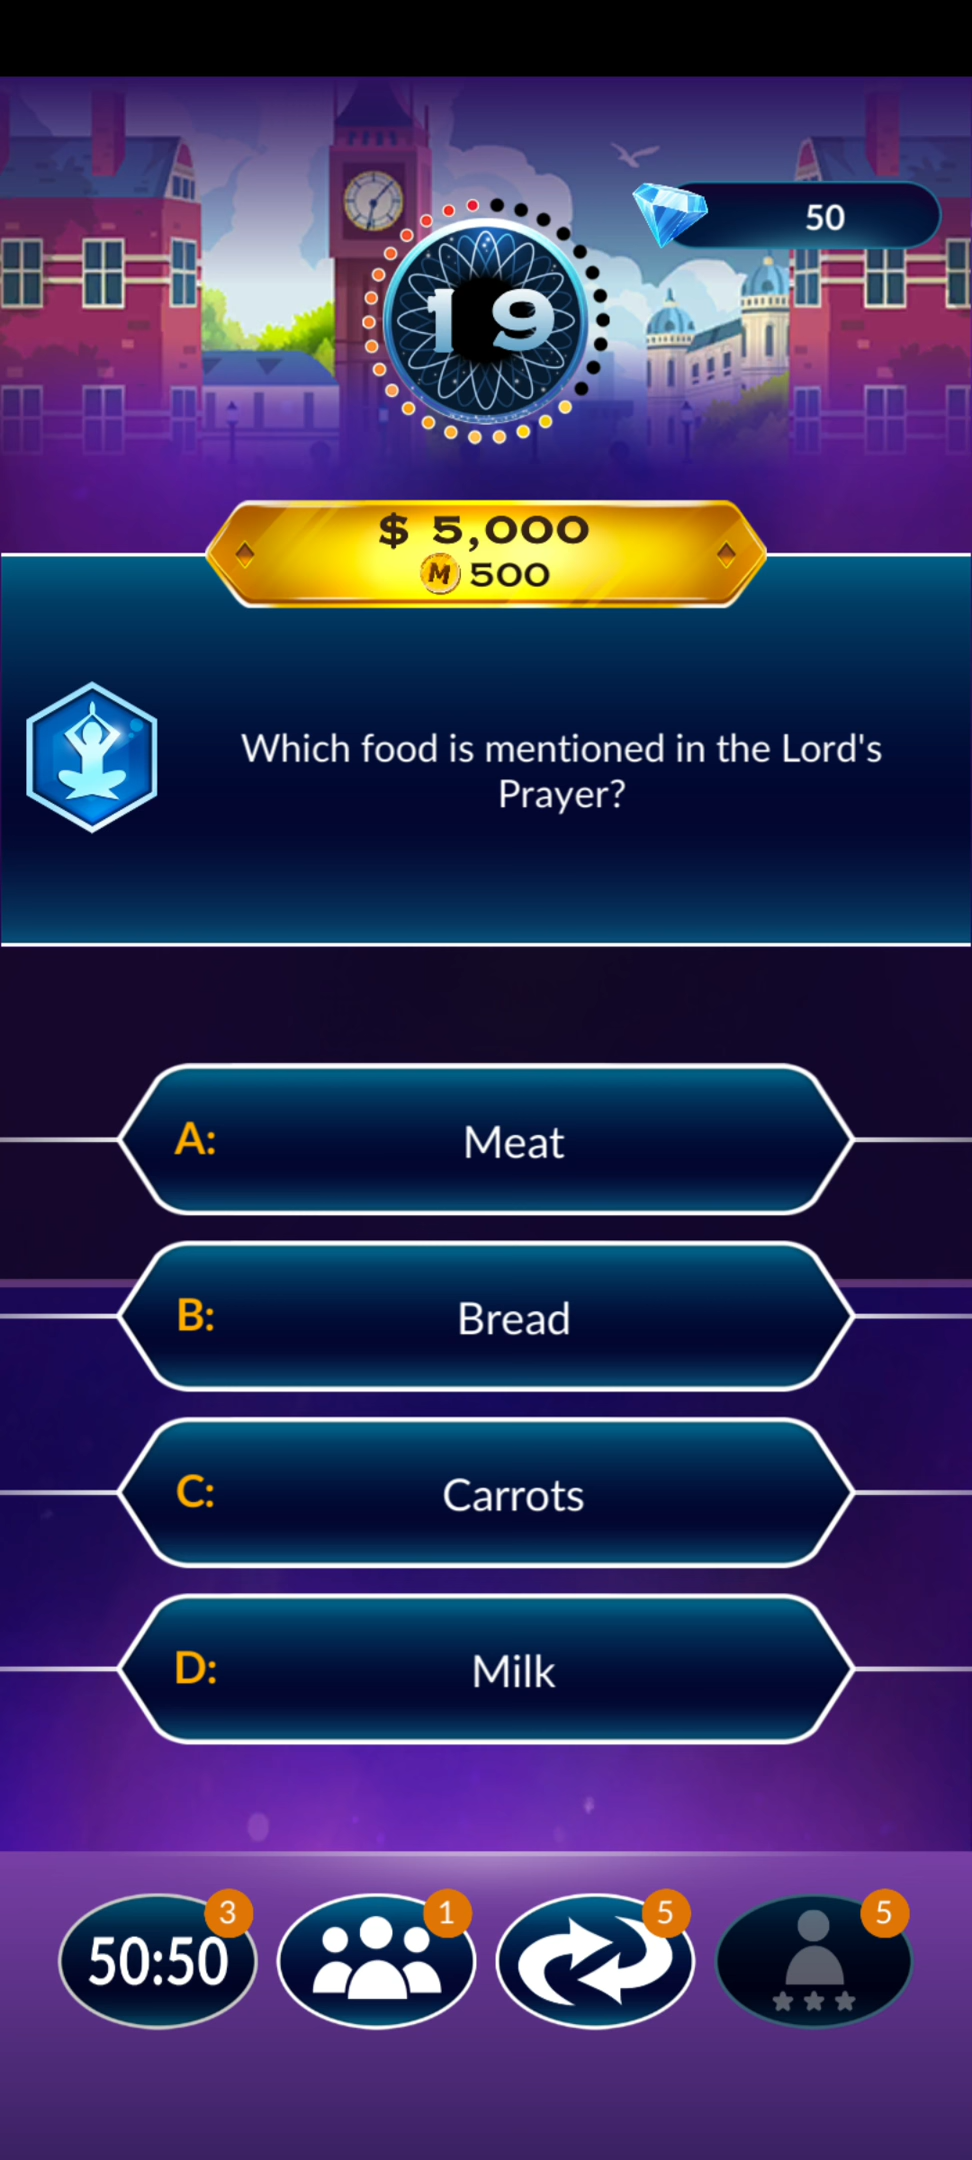 50
19
$ 5,000
M 500
Which food is mentioned in the Lord's
Prayer?
A: Meat
B: Bread
C: Carrots
D: Milk
3
1
5
5
50:50